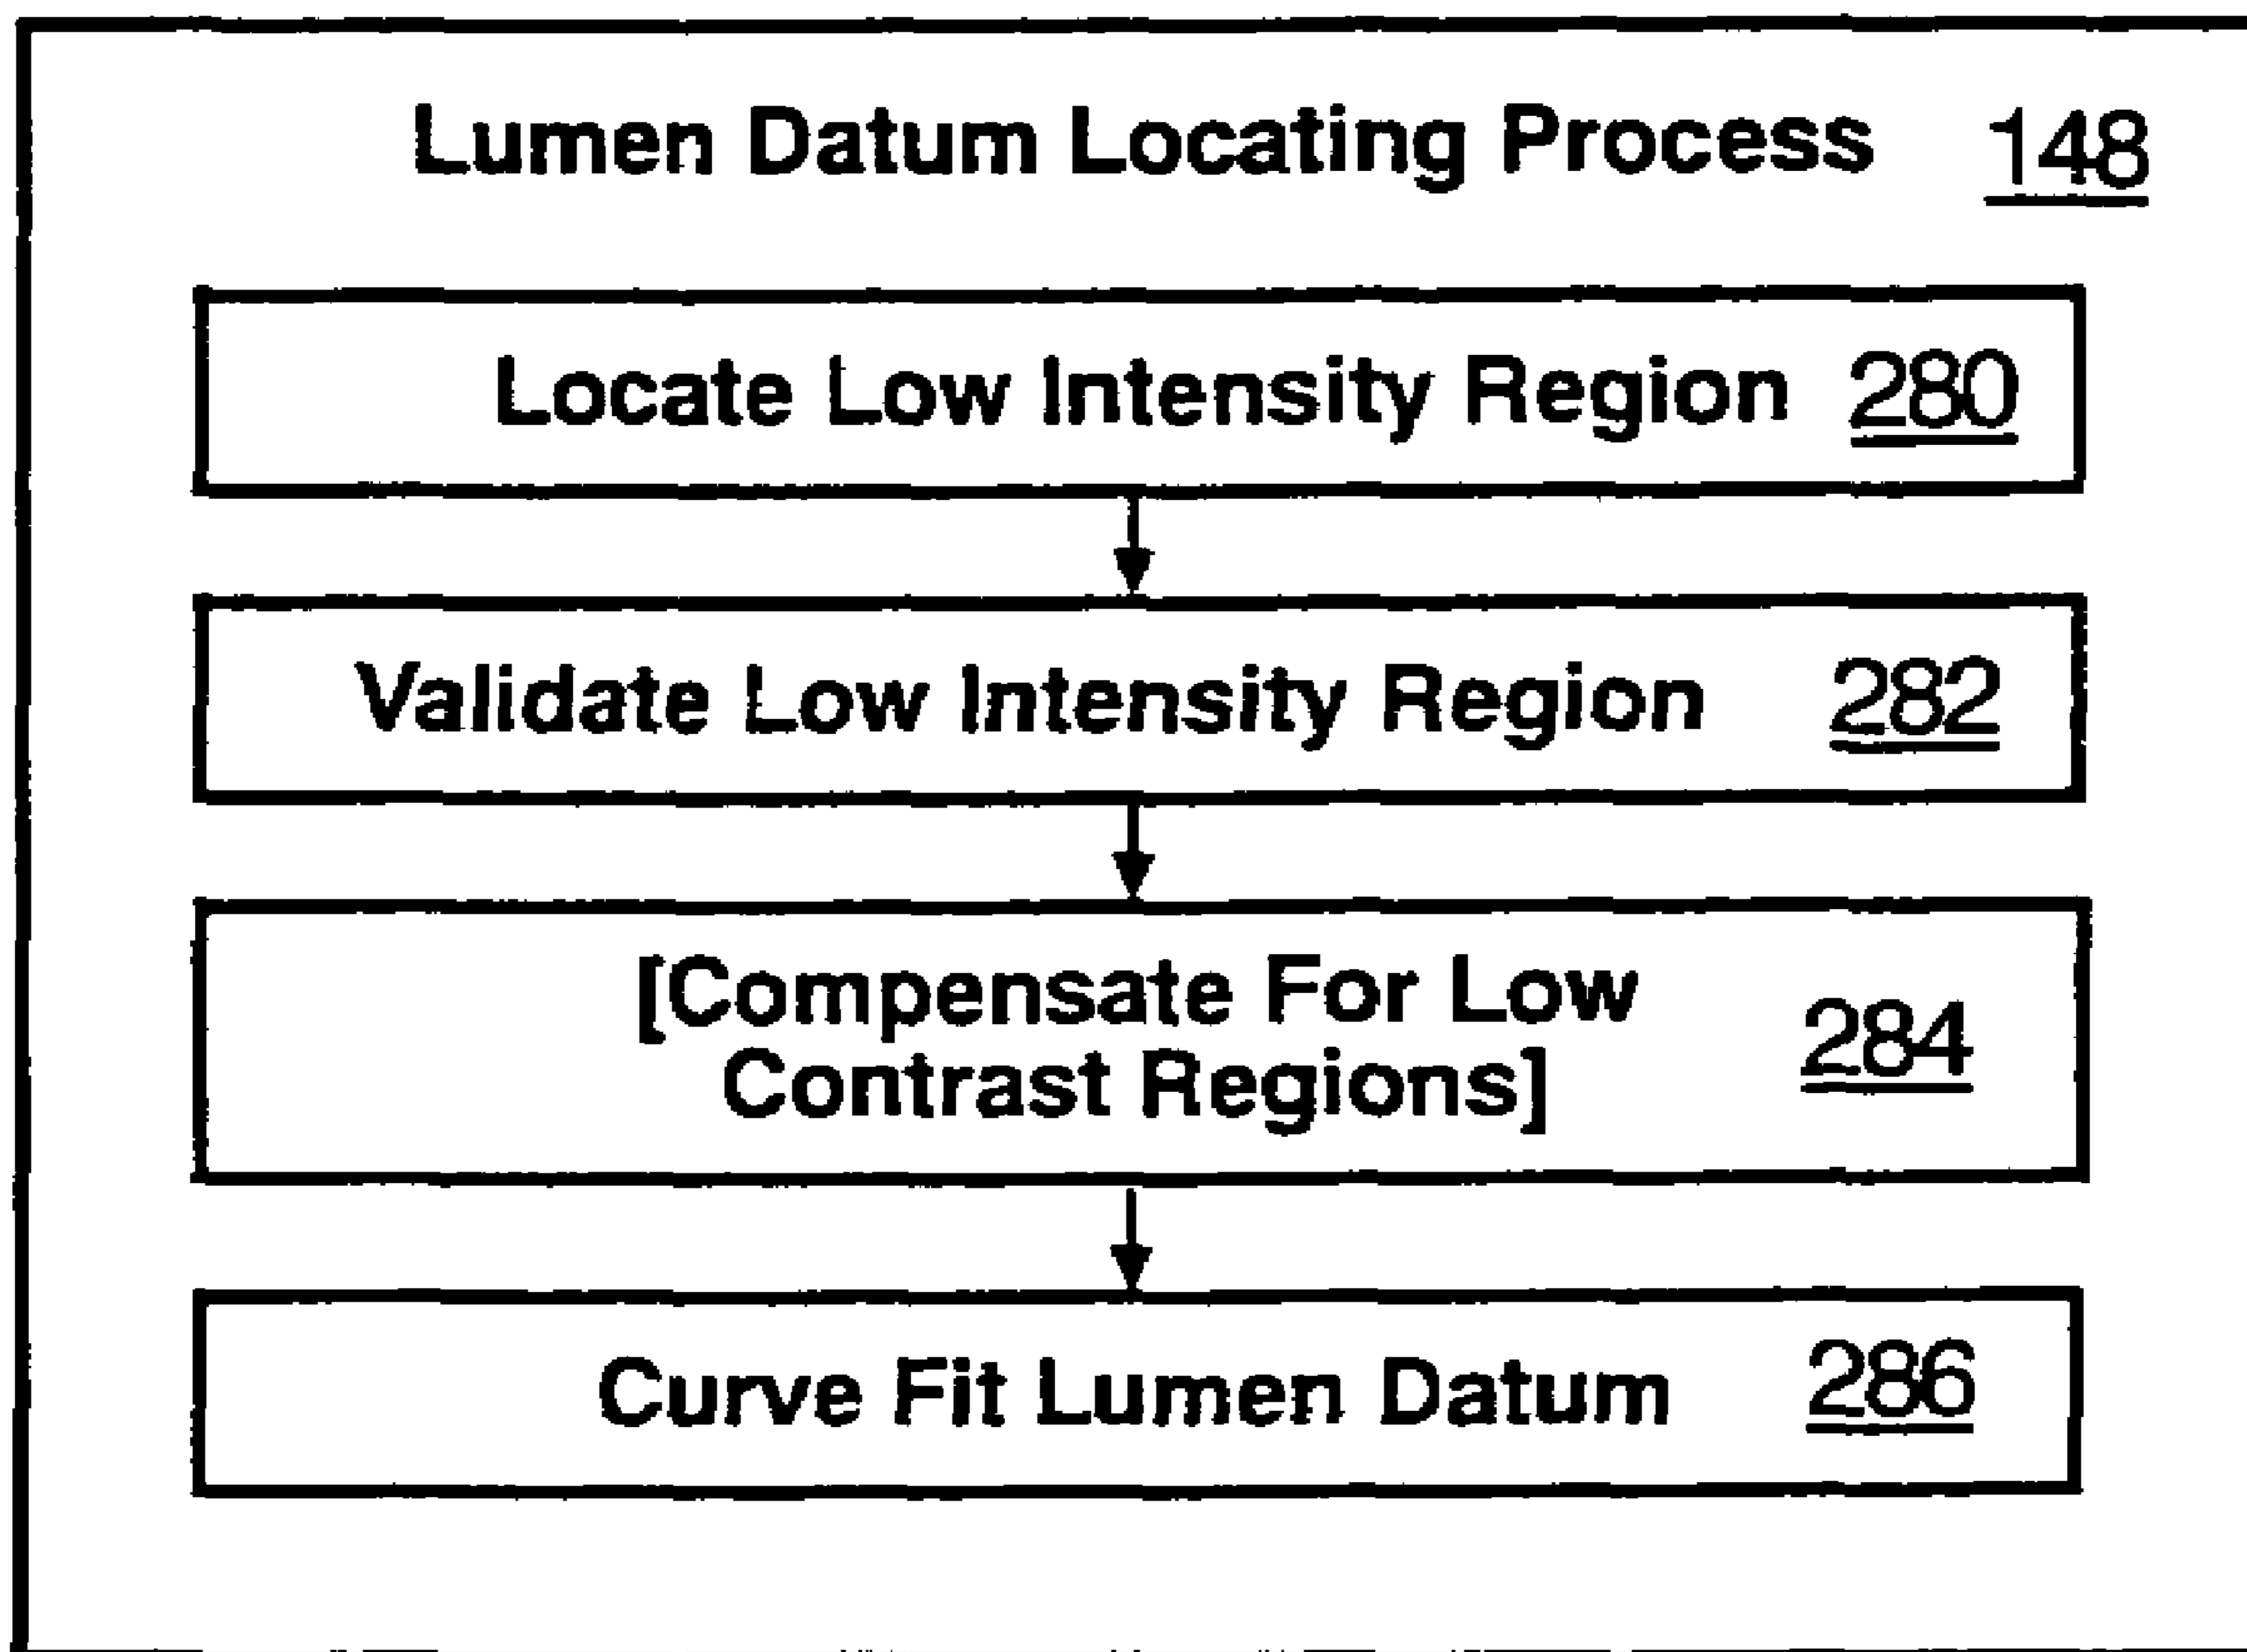 Lumen Datum Locating Process 148
Locate Low Intensity Region 280
Validate Low Intensity Region 282
[Compensate For Low
Contrast Regions] 284
Curve Fit Lumen Datum 286